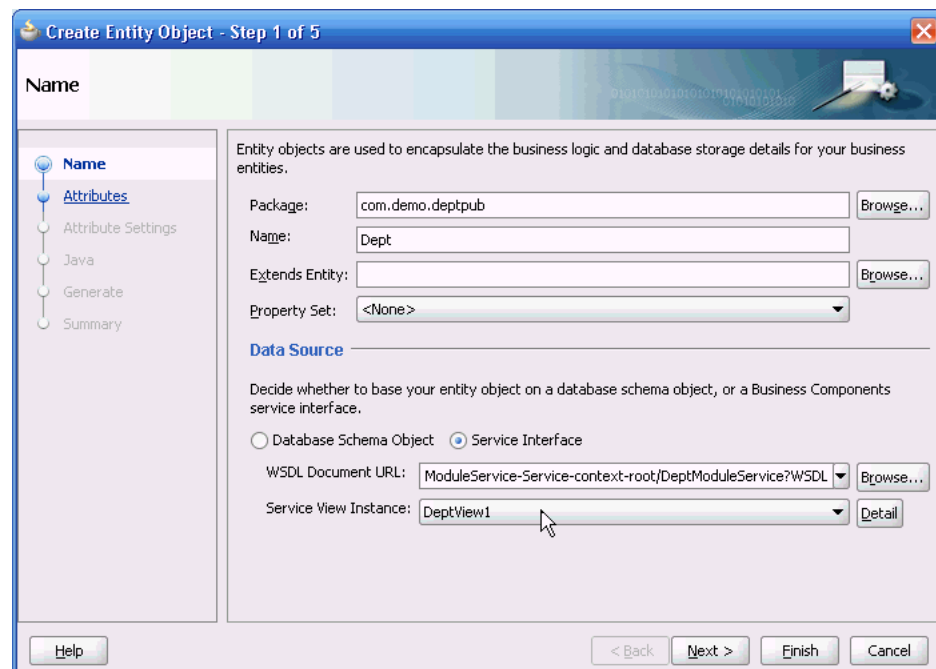 Create Entity Object - Step 1 of 5
Name
Name
Attributes
Attribute Settings
Java
Generate
Summary
Entity objects are used to encapsulate the business logic and database storage details for your business
entities.
Package: com.demo.deptpub Browse...
Name: Dept
Extends Entity: Browse...
Property Set: <None>
Data Source
Decide whether to base your entity object on a database schema object, or a Business Components
service interface.
Database Schema Object Service Interface
WSDL Document URL: ModuleService-Service-context-root/DeptModuleService?WSDL Browse...
Service View Instance: DeptView1 Detail
Help < Back Next > Finish Cancel